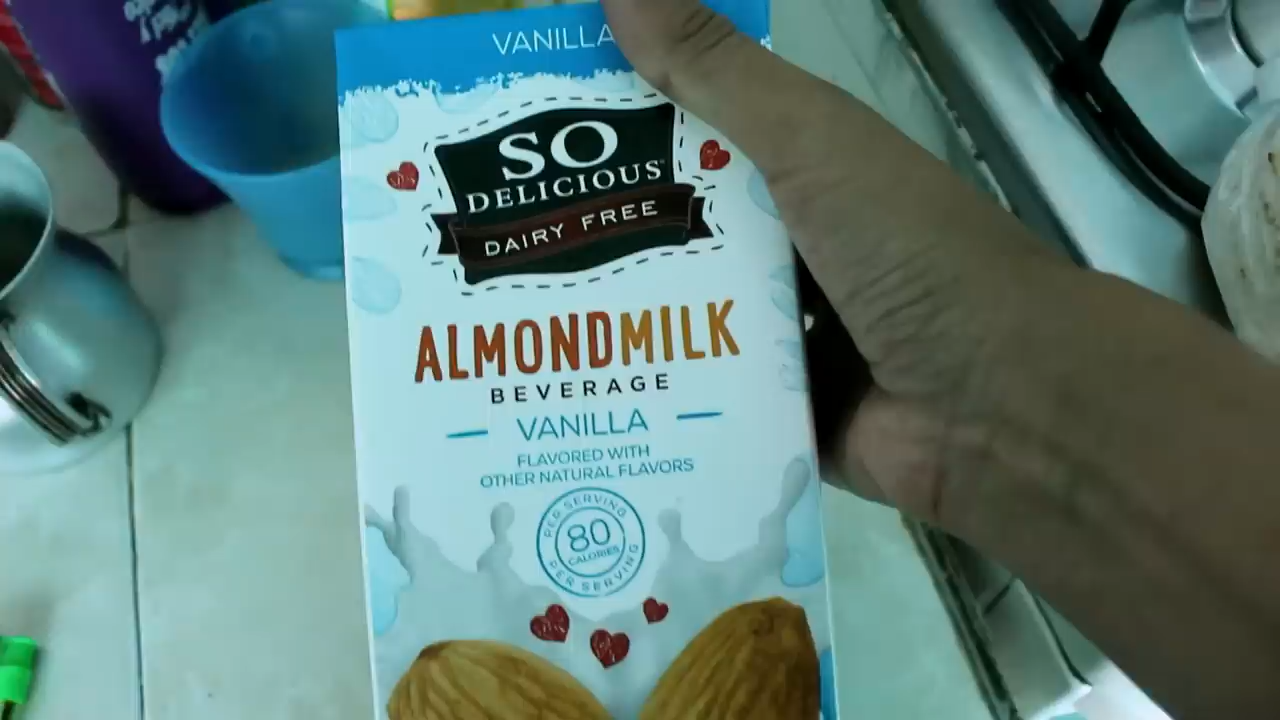 VANILLA
SO
DELICIOUS
DAIRY FREE
ALMONDMILK
BEVERAGE
VANILLA
FLAVORED WITH
OTHER NATURAL FLAVORS
PER SERVING
80
CALORIES
PER SERVING